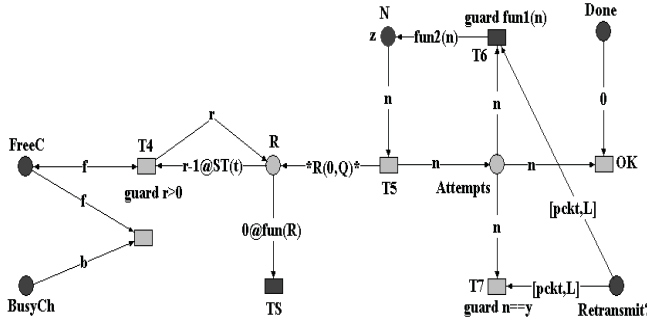 N
guard fun1(n)
Done
z
fun2(n)
T6
r
n
n
0
FreeC
T4
R
f
r-1@ST(t)
*R(0,Q)*
n
n
OK
T5
Attempts
guard r>0
f
[pckt,L]
0@fun(R)
n
b
T7
[pckt,L]
BusyCh
TS
guard n==y
Retransmit?